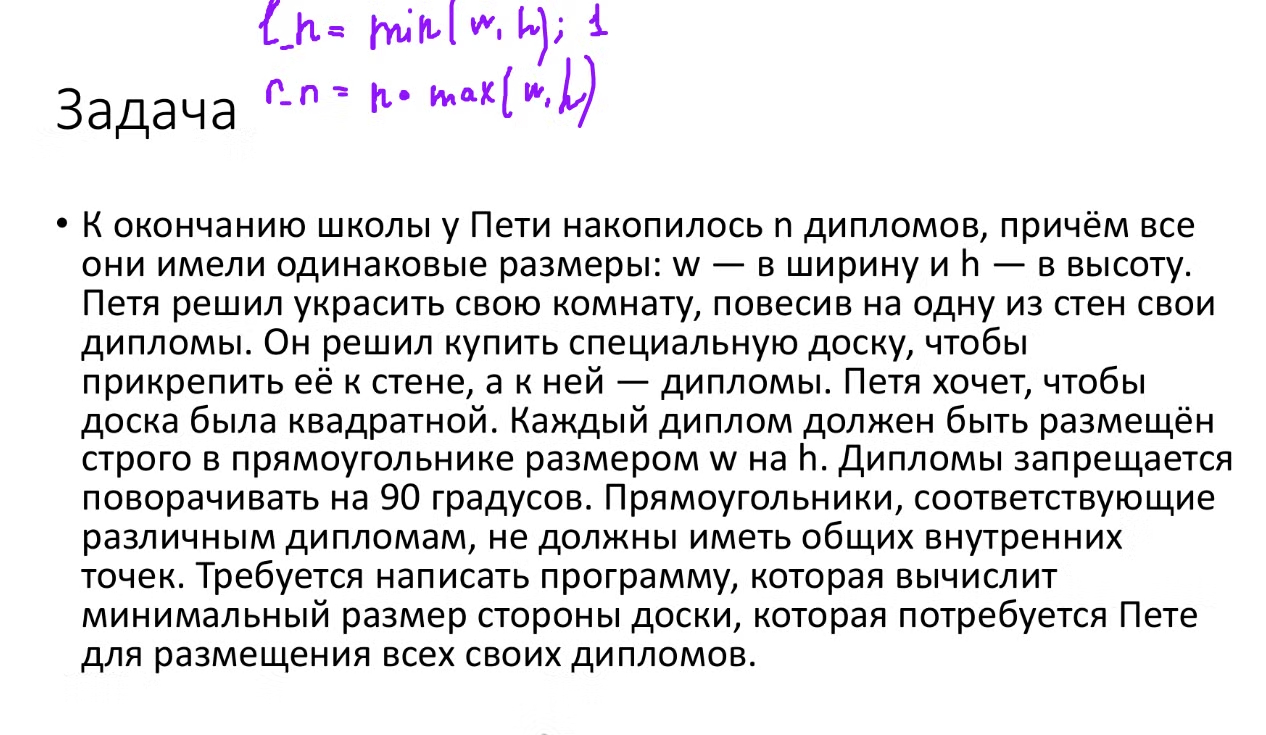 l_n = min(w, h); 1
r_n = n • max(w, h)
Задача
• К окончанию школы у Пети накопилось n дипломов, причём все
они имели одинаковые размеры: w — в ширину и h — в высоту.
Петя решил украсить свою комнату, повесив на одну из стен свои
дипломы. Он решил купить специальную доску, чтобы
прикрепить её к стене, а к ней — дипломы. Петя хочет, чтобы
доска была квадратной. Каждый диплом должен быть размещён
строго в прямоугольнике размером w на h. Дипломы запрещается
поворачивать на 90 градусов. Прямоугольники, соответствующие
различным дипломам, не должны иметь общих внутренних
точек. Требуется написать программу, которая вычислит
минимальный размер стороны доски, которая потребуется Пете
для размещения всех своих дипломов.